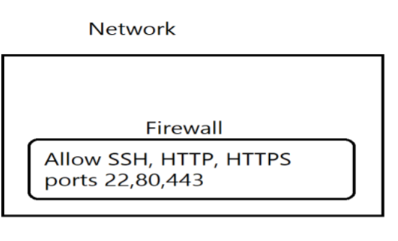 Network
Firewall
Allow SSH, HTTP, HTTPS
ports 22,80,443